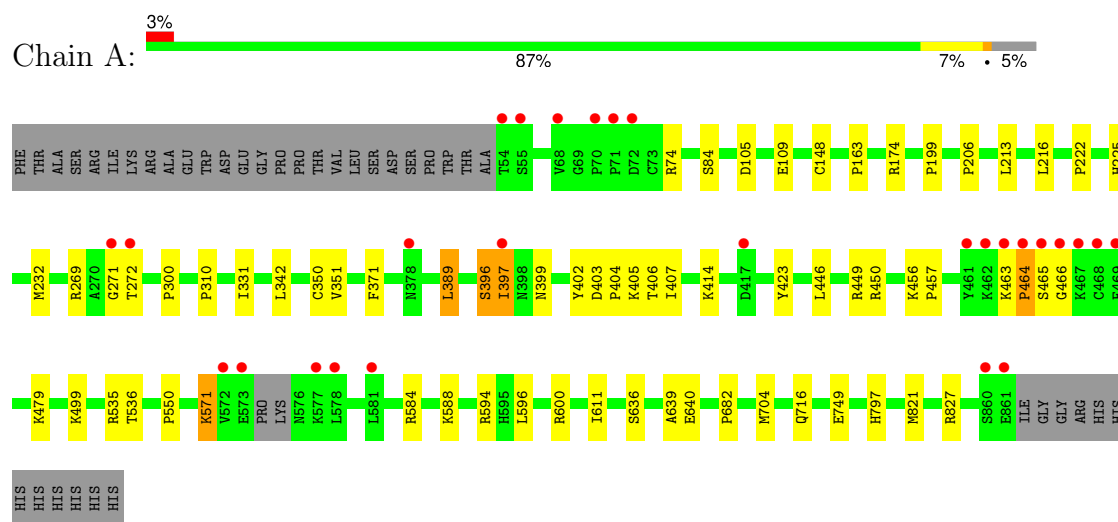 3%
Chain A:
87% 7% • 5%
PHE THR ALA SER ARG ILE LYS ARG ALA GLU TRP ASP GLU GLY PRO PRO THR VAL LEU SER ASP SER PRO TRP THR ALA T54 S55 V68 G69 P70 P71 D72 C73 R74 S84 D105 E109 C148 P163 R174 P199 P206 L213 L216 P222 H225
M232 R269 A270 G271 T272 P300 P310 I331 L342 C350 V351 F371 N378 L389 S396 I397 N398 N399 Y402 D403 P404 K405 T406 I407 K414 D417 Y423 L446 R449 R450 K456 P457 Y461 K462 K463 P464 S465 G466 K467 C468 E469
K479 K499 R535 T536 P550 K571 V572 E573 PRO LYS N576 K577 L578 L581 R584 K588 R594 H595 L596 R600 I611 S636 A639 E640 P682 M704 Q716 E749 H797 M821 R827 S860 E861 ILE GLY GLY ARG HIS HIS
HIS HIS HIS HIS HIS HIS